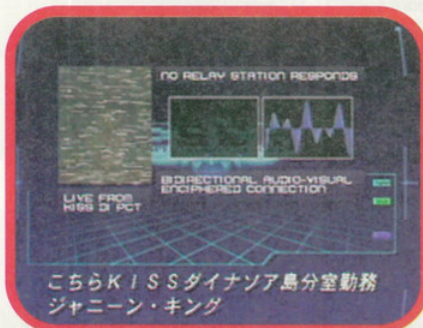 NO RELAY STATION RESPONDS
BIDIRECTIONAL AUDIO-VISUAL
ENCIPHERED CONNECTION
LIVE FROM
KISS DI PCT
こちらKISSダイナソア島分室勤務
ジャニーン・キング